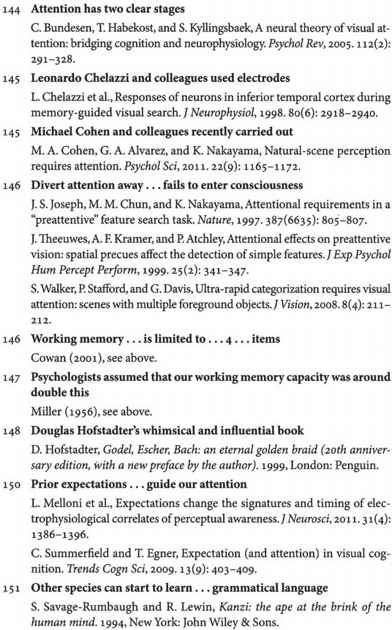 144 Attention has two clear stages
C. Bundesen, T. Habekost, and S. Kyllingsbaek, A neural theory of visual at-
tention: bridging cognition and neurophysiology. Psychol Rev, 2005. 112(2):
291–328.
145 Leonardo Chelazzi and colleagues used electrodes
L. Chelazzi et al., Responses of neurons in inferior temporal cortex during
memory-guided visual search. J Neurophysiol, 1998. 80(6): 2918–2940.
145 Michael Cohen and colleagues recently carried out
M. A. Cohen, G. A. Alvarez, and K. Nakayama, Natural-scene perception
requires attention. Psychol Sci, 2011. 22(9): 1165–1172.
146 Divert attention away . . . fails to enter consciousness
J. S. Joseph, M. M. Chun, and K. Nakayama, Attentional requirements in a
“preattentive” feature search task. Nature, 1997. 387(6635): 805–807.
J. Theeuwes, A. F. Kramer, and P. Atchley, Attentional effects on preattentive
vision: spatial precues affect the detection of simple features. J Exp Psychol
Hum Percept Perform, 1999. 25(2): 341–347.
S. Walker, P. Stafford, and G. Davis, Ultra-rapid categorization requires visual
attention: scenes with multiple foreground objects. J Vision, 2008. 8(4): 211–
212.
146 Working memory . . . is limited to . . . 4 . . . items
Cowan (2001), see above.
147 Psychologists assumed that our working memory capacity was around
double this
Miller (1956), see above.
148 Douglas Hofstadter’s whimsical and influential book
D. Hofstadter, Godel, Escher, Bach: an eternal golden braid (20th anniver-
sary edition, with a new preface by the author). 1999, London: Penguin.
150 Prior expectations . . . guide our attention
L. Melloni et al., Expectations change the signatures and timing of elec-
trophysiological correlates of perceptual awareness. J Neurosci, 2011. 31(4):
1386–1396.
C. Summerfield and T. Egner, Expectation (and attention) in visual cog-
nition. Trends Cogn Sci, 2009. 13(9): 403–409.
151 Other species can start to learn . . . grammatical language
S. Savage-Rumbaugh and R. Lewin, Kanzi: the ape at the brink of the
human mind. 1994, New York: John Wiley & Sons.